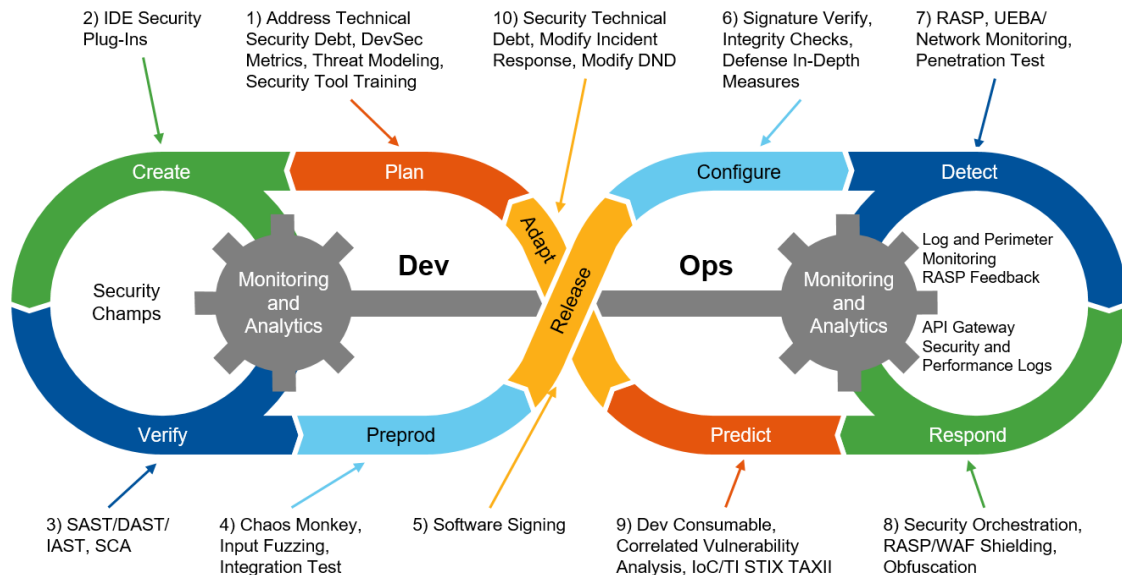 2) IDE Security
Plug-Ins
1) Address Technical
Security Debt, DevSec
Metrics, Threat Modeling,
Security Tool Training
10) Security Technical
Debt, Modify Incident
Response, Modify DND
6) Signature Verify,
Integrity Checks,
Defense In-Depth
Measures
7) RASP, UEBA/
Network Monitoring,
Penetration Test
Create
Plan
Adapt
Release
Configure
Detect
Dev
Ops
Security
Champs
Monitoring
and
Analytics
Monitoring
and
Analytics
Log and Perimeter
Monitoring
RASP Feedback
API Gateway
Security and
Performance Logs
Verify
Preprod
Predict
Respond
3) SAST/DAST/
IAST, SCA
4) Chaos Monkey,
Input Fuzzing,
Integration Test
5) Software Signing
9) Dev Consumable,
Correlated Vulnerability
Analysis, IoC/TI STIX TAXII
8) Security Orchestration,
RASP/WAF Shielding,
Obfuscation